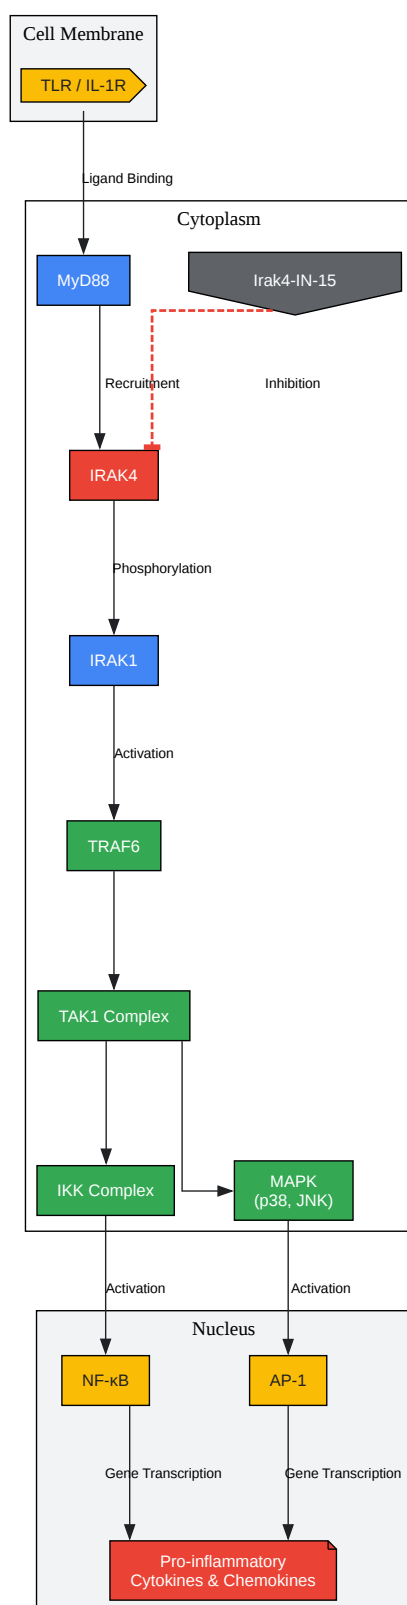 Cell Membrane
TLR / IL-1R
Ligand Binding
Cytoplasm
MyD88
Irak4-IN-15
Recruitment
Inhibition
IRAK4
Phosphorylation
IRAK1
Activation
TRAF6
TAK1 Complex
IKK Complex
MAPK
(p38, JNK)
Activation
Activation
Nucleus
NF-κB
AP-1
Gene Transcription
Gene Transcription
Pro-inflammatory
Cytokines & Chemokines